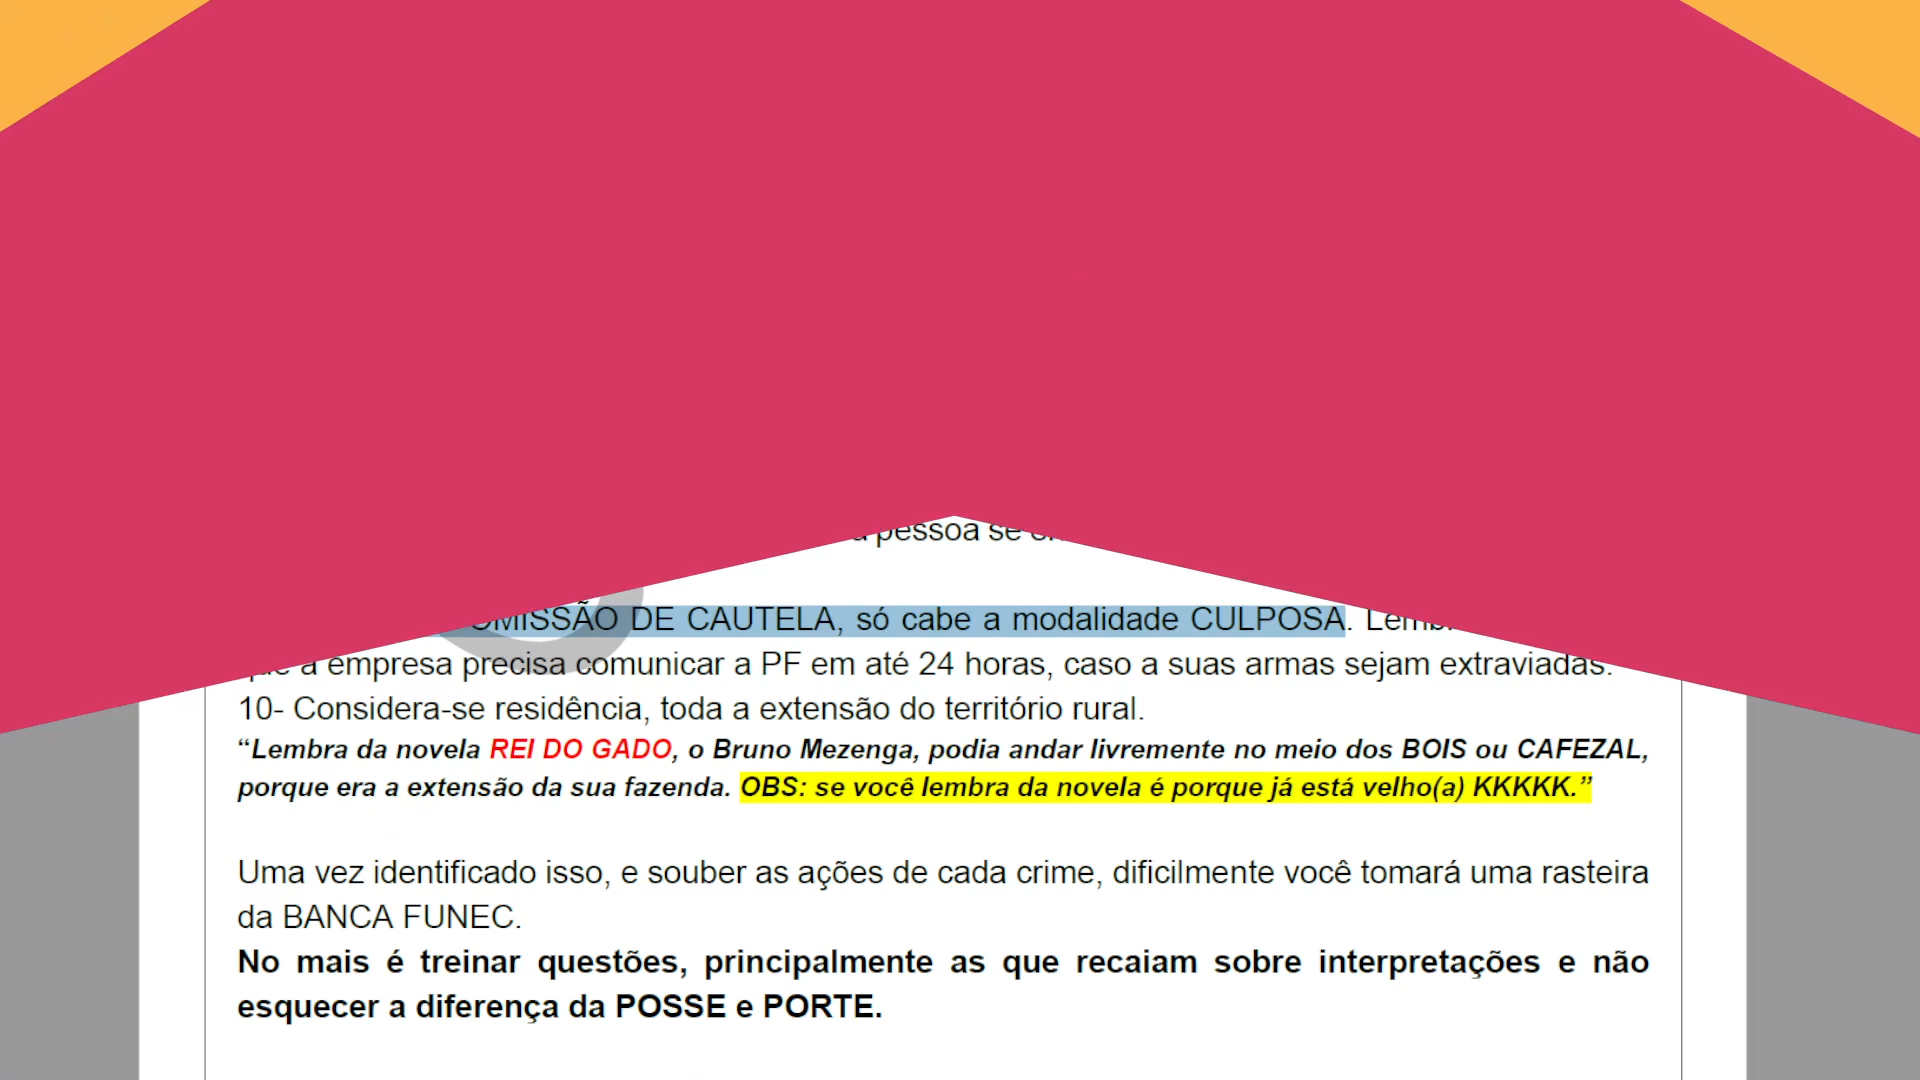 pessoa se
OMISSÃO DE CAUTELA, só cabe a modalidade CULPOSA.
a empresa precisa comunicar a PF em até 24 horas, caso a suas armas sejam extraviadas.
10- Considera-se residência, toda a extensão do território rural.
“Lembra da novela REI DO GADO, o Bruno Mezenga, podia andar livremente no meio dos BOIS ou CAFEZAL,
porque era a extensão da sua fazenda. OBS: se você lembra da novela é porque já está velho(a) KKKKK.”
Uma vez identificado isso, e souber as ações de cada crime, dificilmente você tomará uma rasteira
da BANCA FUNEC.
No mais é treinar questões, principalmente as que recaiam sobre interpretações e não
esquecer a diferença da POSSE e PORTE.